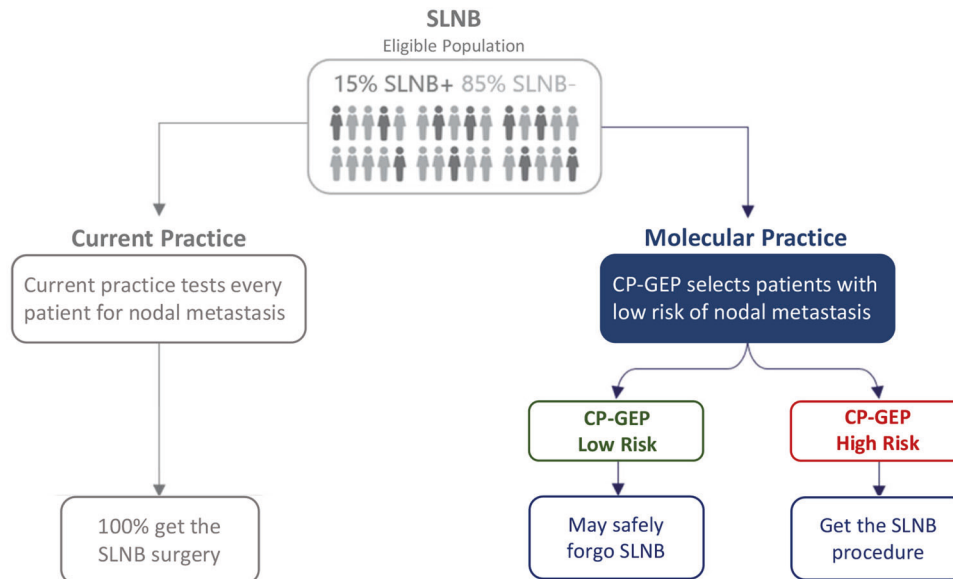 SLNB
Eligible Population
15% SLNB+ 85% SLNB-
Current Practice
Current practice tests every
patient for nodal metastasis
100% get the
SLNB surgery
Molecular Practice
CP-GEP selects patients with
low risk of nodal metastasis
CP-GEP
Low Risk
May safely
forgo SLNB
CP-GEP
High Risk
Get the SLNB
procedure